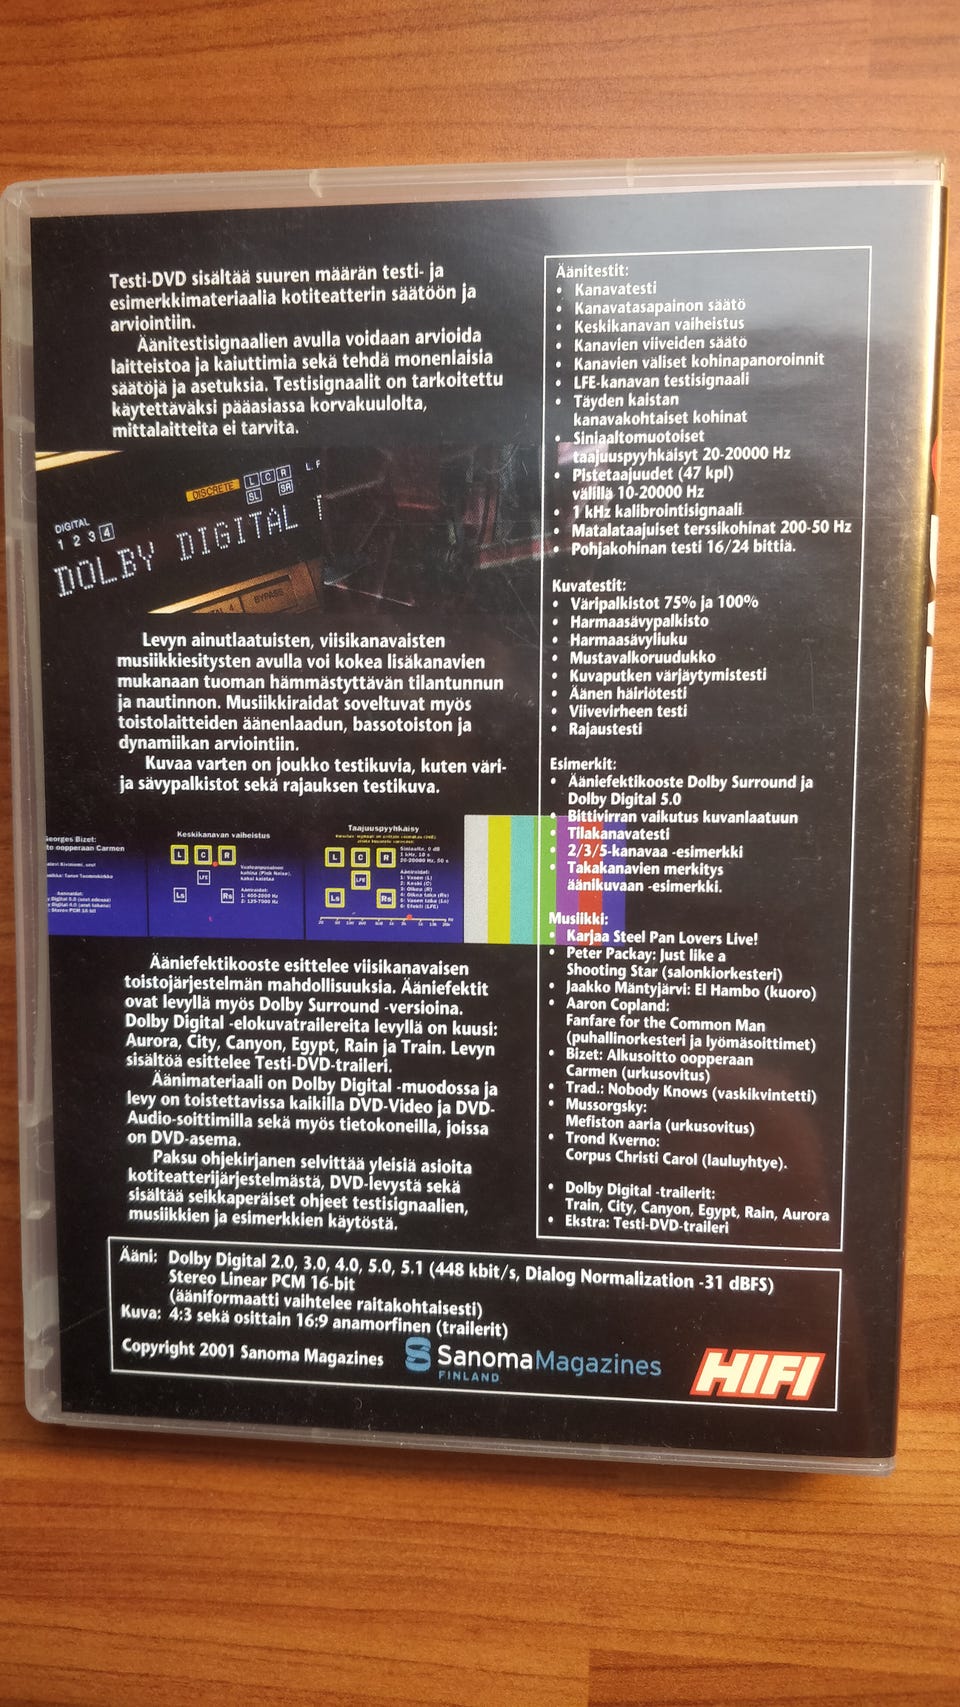 Testi-DVD sisältää suuren määrän testi- ja
esimerkkimateriaalia kotiteatterin säätöön ja
arviointiin.
Äänitestisignaalien avulla voidaan arvioida
laitteistoa ja kaiuttimia sekä tehdä monenlaisia
säätöjä ja asetuksia. Testisignaalit on tarkoitettu
käytettäväksi pääasiassa korvakuulolta,
mittalaitteita ei tarvita.
DISCRETE L C R L.F
SL SR
DIGITAL
1 2 3 4
DOLBY DIGITAL
BYPASS
Levyn ainutlaatuisten, viisikanavaisten
musiikkiesitysten avulla voi kokea lisäkanavien
mukanaan tuoman hämmästyttävän tilantunnun
ja nautinnon. Musiikkiraidat soveltuvat myös
toistolaitteiden äänenlaadun, bassotoiston ja
dynamiikan arviointiin.
Kuvaa varten on joukko testikuvia, kuten väri-
ja sävypalkistot sekä rajauksen testikuva.
Georges Bizet:
to oopperaan Carmen
Keskikanavan vaiheistus
L C R
LFE
Ls Rs
Taajuuspyyhkäisy
L C R
LFE
Ls Rs
Ääniefektikooste esittelee viisikanavaisen
toistojärjestelmän mahdollisuuksia. Ääniefektit
ovat levyllä myös Dolby Surround -versioina.
Dolby Digital -elokuvatrailereita levyllä on kuusi:
Aurora, City, Canyon, Egypt, Rain ja Train. Levyn
sisältöä esittelee Testi-DVD-traileri.
Äänimateriaali on Dolby Digital -muodossa ja
levy on toistettavissa kaikilla DVD-Video ja DVD-
Audio-soittimilla sekä myös tietokoneilla, joissa
on DVD-asema.
Paksu ohjekirjanen selvittää yleisiä asioita
kotiteatterijärjestelmästä, DVD-levystä sekä
sisältää seikkaperäiset ohjeet testisignaalien,
musiikkien ja esimerkkien käytöstä.
Äänitestit:
• Kanavatesti
• Kanavatasapainon säätö
• Keskikanavan vaiheistus
• Kanavien viiveiden säätö
• Kanavien väliset kohinapanoroinnit
• LFE-kanavan testisignaali
• Täyden kaistan
kanavakohtaiset kohinat
• Siniaaltomuotoiset
taajuuspyyhkäisyt 20-20000 Hz
• Pistetaajuudet (47 kpl)
välillä 10-20000 Hz
• 1 kHz kalibrointisignaali
• Matalataajuiset terssikohinat 200-50 Hz
• Pohjakohinan testi 16/24 bittiä.
Kuvatestit:
• Väripalkistot 75% ja 100%
• Harmaasävypalkisto
• Harmaasävyliuku
• Mustavalkoruudukko
• Kuvaputken värjäytymistesti
• Äänen häiriötesti
• Viivevirheen testi
• Rajaustesti
Esimerkit:
• Ääniefektikooste Dolby Surround ja
Dolby Digital 5.0
• Bittivirran vaikutus kuvanlaatuun
• Tilakanavatesti
• 2/3/5-kanavaa -esimerkki
• Takakanavien merkitys
äänikuvaan -esimerkki.
Musiikki:
• Karjaa Steel Pan Lovers Live!
• Peter Packay: Just like a
Shooting Star (salonkiorkesteri)
• Jaakko Mäntyjärvi: El Hambo (kuoro)
• Aaron Copland:
Fanfare for the Common Man
(puhallinorkesteri ja lyömäsoittimet)
• Bizet: Alkusoitto oopperaan
Carmen (urkusovitus)
• Trad.: Nobody Knows (vaskikvintetti)
• Mussorgsky:
Mefiston aaria (urkusovitus)
• Trond Kverno:
Corpus Christi Carol (lauluyhtye).
• Dolby Digital -trailerit:
Train, City, Canyon, Egypt, Rain, Aurora
• Ekstra: Testi-DVD-traileri
Ääni: Dolby Digital 2.0, 3.0, 4.0, 5.0, 5.1 (448 kbit/s, Dialog Normalization -31 dBFS)
Stereo Linear PCM 16-bit
(ääniformaatti vaihtelee raitakohtaisesti)
Kuva: 4:3 sekä osittain 16:9 anamorfinen (trailerit)
Copyright 2001 Sanoma Magazines
SanomaMagazines
FINLAND
HIFI